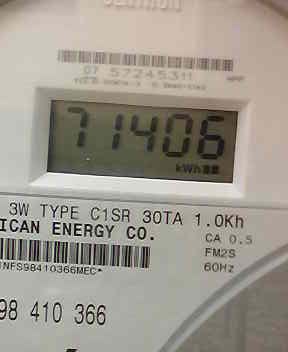 07 57245311
71406
kWh
3W TYPE C1SR 30TA 1.0Kh
ICAN ENERGY CO.
CA 0.5
FM2S
60Hz
INFS98410366MEC*
98 410 366